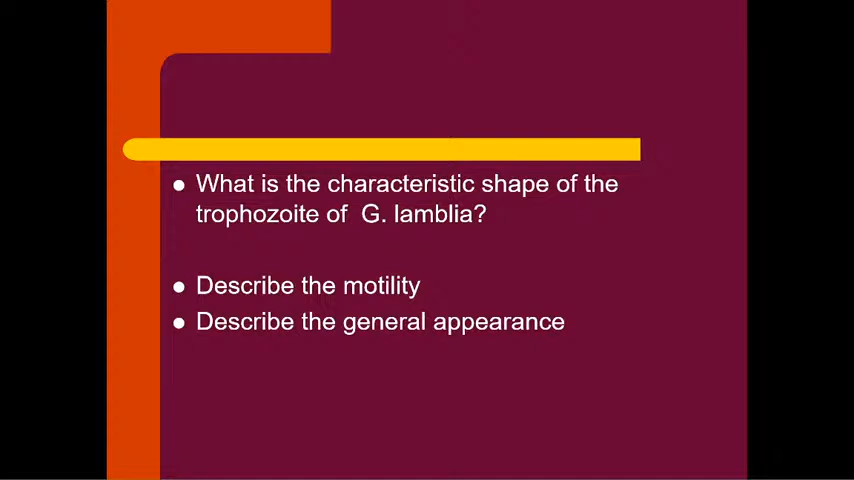 ● What is the characteristic shape of the
trophozoite of  G. lamblia?
● Describe the motility
● Describe the general appearance